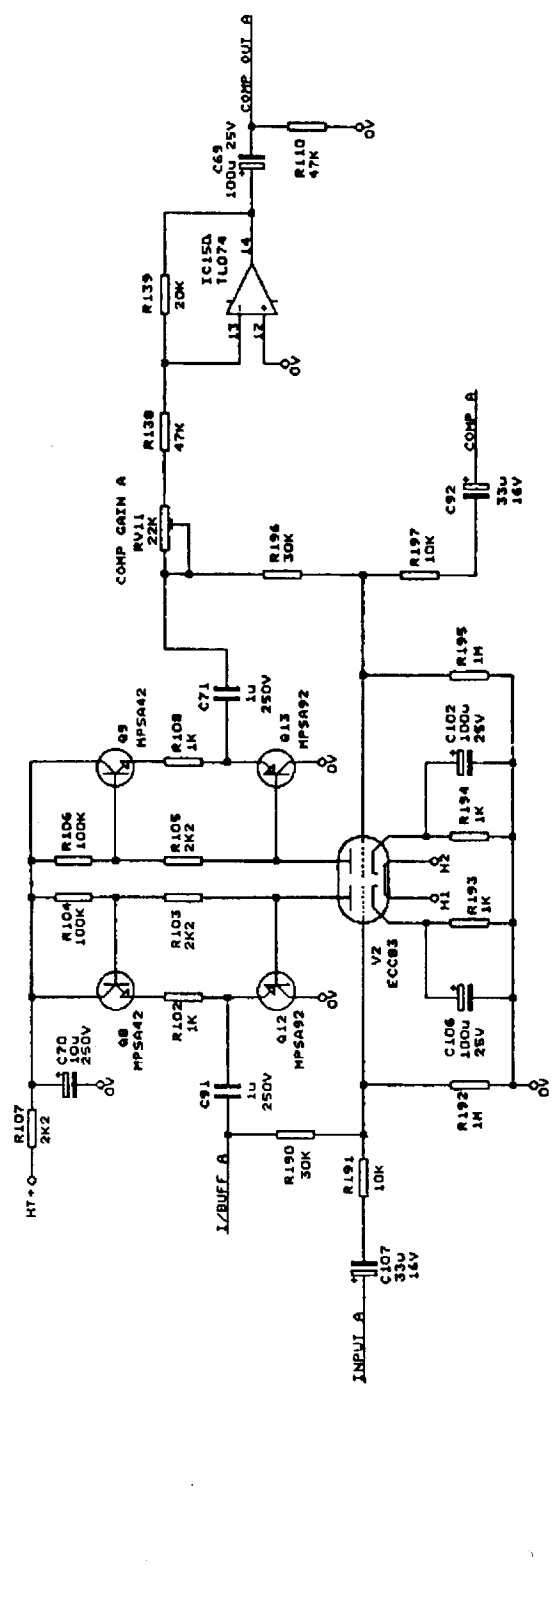 HT+
R107
2K2
C70
10u
250V
0V
R104
100K
R106
100K
Q8
MPSA42
Q9
MPSA42
R102
1K
R103
2K2
R105
2K2
R108
1K
Q12
MPSA92
0V
Q13
MPSA92
0V
C91
1u
250V
I/BUFF A
R190
30K
C71
1u
250V
COMP GAIN A
RV11
22K
R138
47K
R139
20K
IC15D
TL074
13
12
14
0V
C69
100u 25V
COMP OUT A
R110
47K
0V
INPUT A
C107
33u
16V
R191
10K
R192
1M
V2
ECC83
H1
H2
C106
100u
25V
R193
1K
R194
1K
C102
100u
25V
R195
1M
0V
R196
30K
R197
10K
C92
33u
16V
COMP A